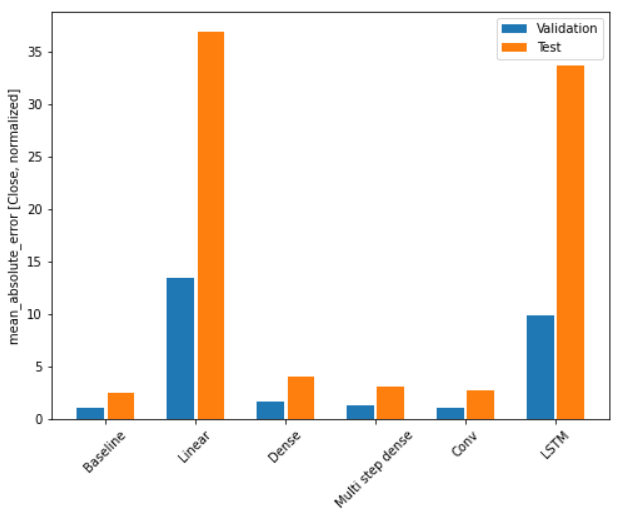 Validation
Test
mean_absolute_error [Close, normalized]
35
30
25
20
15
10
5
0
Baseline
Linear
Dense
Multi step dense
Conv
LSTM